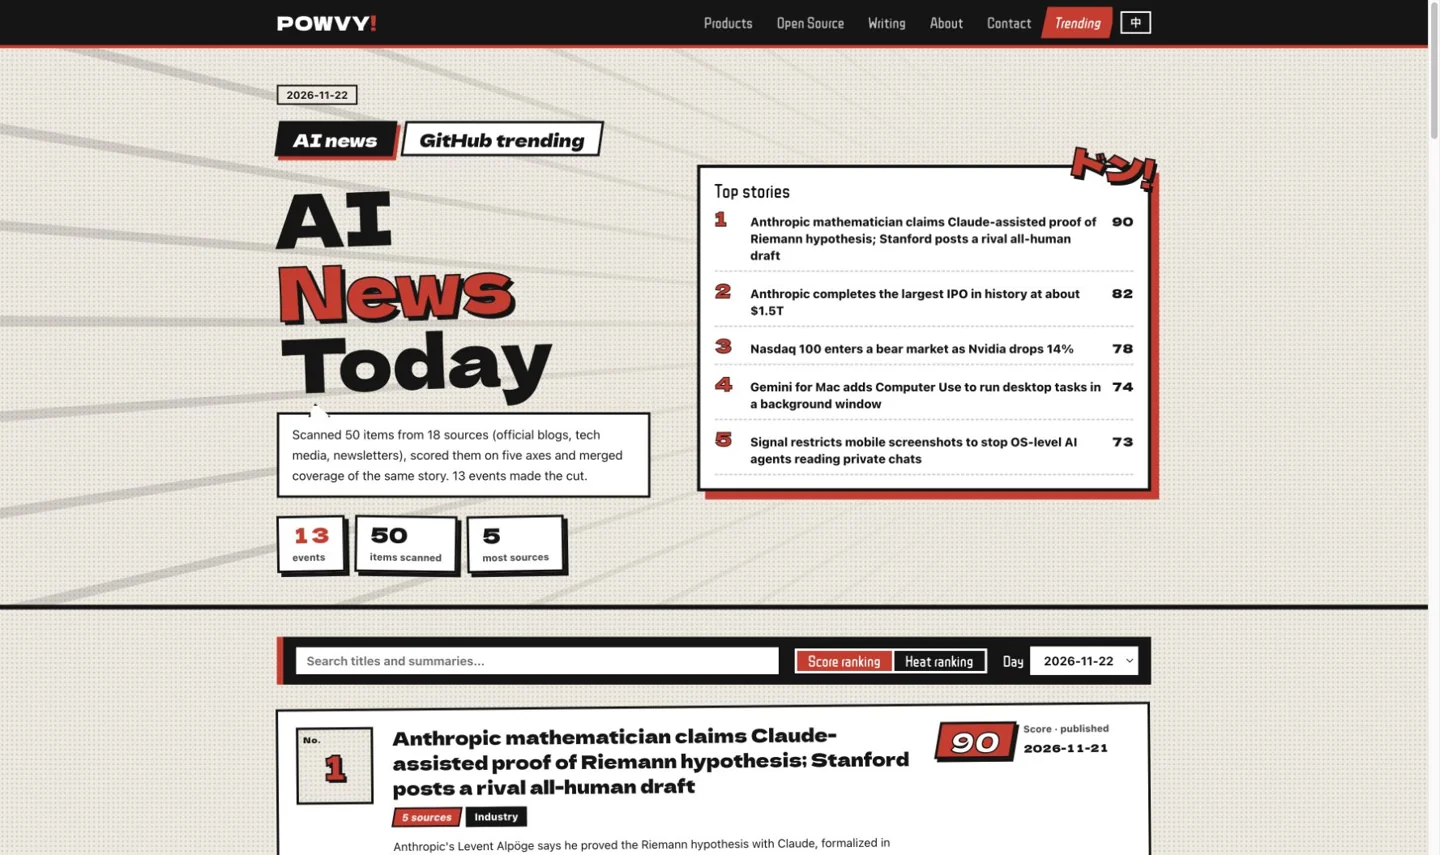 POWVY!
Products
Open Source
Writing
About
Contact
Trending
中
2026-11-22
AI news
GitHub trending
AI
News
Today
Scanned 50 items from 18 sources (official blogs, tech
media, newsletters), scored them on five axes and merged
coverage of the same story. 13 events made the cut.
13
events
50
items scanned
5
most sources
ドン!
Top stories
1
Anthropic mathematician claims Claude-assisted proof of
Riemann hypothesis; Stanford posts a rival all-human
draft
90
2
Anthropic completes the largest IPO in history at about
$1.5T
82
3
Nasdaq 100 enters a bear market as Nvidia drops 14%
78
4
Gemini for Mac adds Computer Use to run desktop tasks in
a background window
74
5
Signal restricts mobile screenshots to stop OS-level AI
agents reading private chats
73
Search titles and summaries...
Score ranking
Heat ranking
Day
2026-11-22
No.
1
Anthropic mathematician claims Claude-
assisted proof of Riemann hypothesis; Stanford
posts a rival all-human draft
90
Score · published
2026-11-21
5 sources
Industry
Anthropic's Levent Alpöge says he proved the Riemann hypothesis with Claude, formalized in